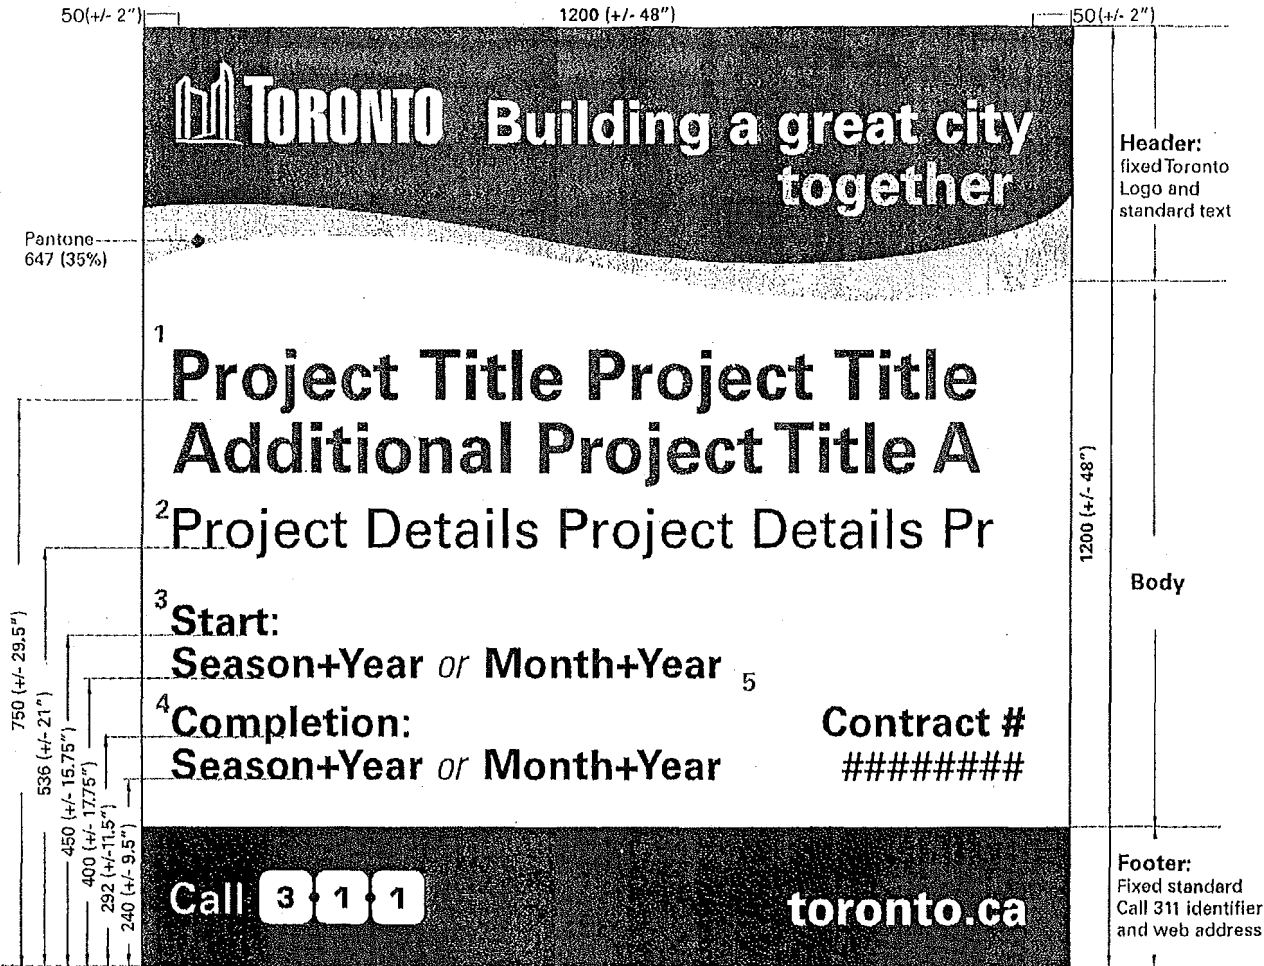 50(+/- 2")
1200 (+/- 48")
50(+/- 2")
TORONTO
Building a great city
together
Header:
fixed Toronto
Logo and
standard text
Pantone
647 (35%)
1
Project Title Project Title
Additional Project Title A
2
Project Details Project Details Pr
1200 (+/- 48")
Body
3
Start:
Season+Year or Month+Year
5
4
Completion:
Season+Year or Month+Year
Contract #
########
750 (+/- 29.5")
536 (+/- 21")
450 (+/- 15.75")
400 (+/- 17.75")
292 (+/-11.5")
240 (+/- 9.5")
Call 3 1 1
toronto.ca
Footer:
Fixed standard
Call 311 identifier
and web address